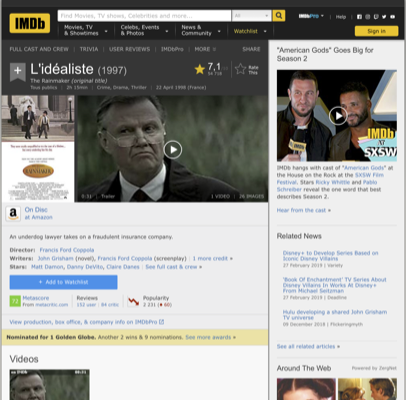 IMDb
Find Movies, TV shows, Celebrities and more...
All
IMDbPro
Help
Movies, TV
& Showtimes
Celebs, Events
& Photos
News &
Community
Watchlist
Sign in
FULL CAST AND CREW | TRIVIA | USER REVIEWS | IMDbPro | MORE
SHARE
L'idéaliste (1997)
The Rainmaker (original title)
Tous publics | 2h 15min | Crime, Drama, Thriller | 22 April 1998 (France)
7,1
Rate
This
0:31 | Trailer
1 VIDEO | 26 IMAGES
On Disc
at Amazon
An underdog lawyer takes on a fraudulent insurance company.
Director: Francis Ford Coppola
Writers: John Grisham (novel), Francis Ford Coppola (screenplay) | 1 more credit »
Stars: Matt Damon, Danny DeVito, Claire Danes | See full cast & crew »
+ Add to Watchlist
72
Metascore
From metacritic.com
Reviews
152 user | 84 critic
Popularity
2 231 (60)
View production, box office, & company info on IMDbPro
Nominated for 1 Golden Globe. Another 2 wins & 9 nominations. See more awards »
Videos
"American Gods" Goes Big for
Season 2
IMDb
at
SXSW
IMDb hangs with cast of "American Gods" at
the House on the Rock at the SXSW Film
Festival. Stars Ricky Whittle and Pablo
Schreiber reveal the one word that best
describes Season 2.
Hear from the cast »
Related News
Disney+ to Develop Series Based on
Iconic Disney Villains
27 February 2019 | Variety
'Book Of Enchantment' TV Series About
Disney Villains In Works At Disney+
From Michael Seitzman
27 February 2019 | Deadline
Hulu developing a shared John Grisham
TV universe
09 December 2018 | Flickeringmyth
See all related articles »
Around The Web
Powered by ZergNet